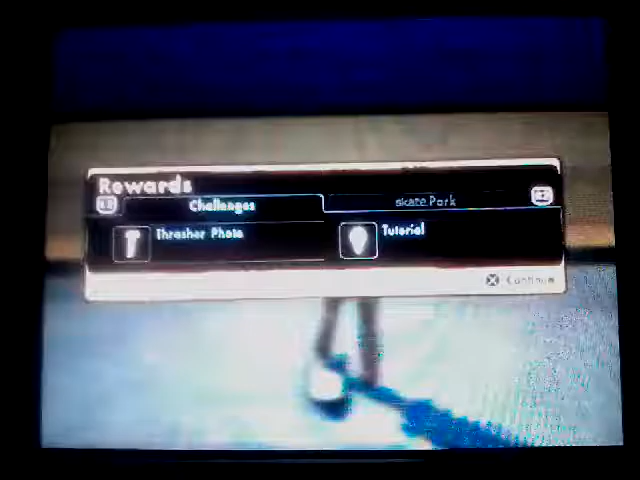 Rewards
Challenges
Skate Park
Thrasher Photo
Tutorial
Continue